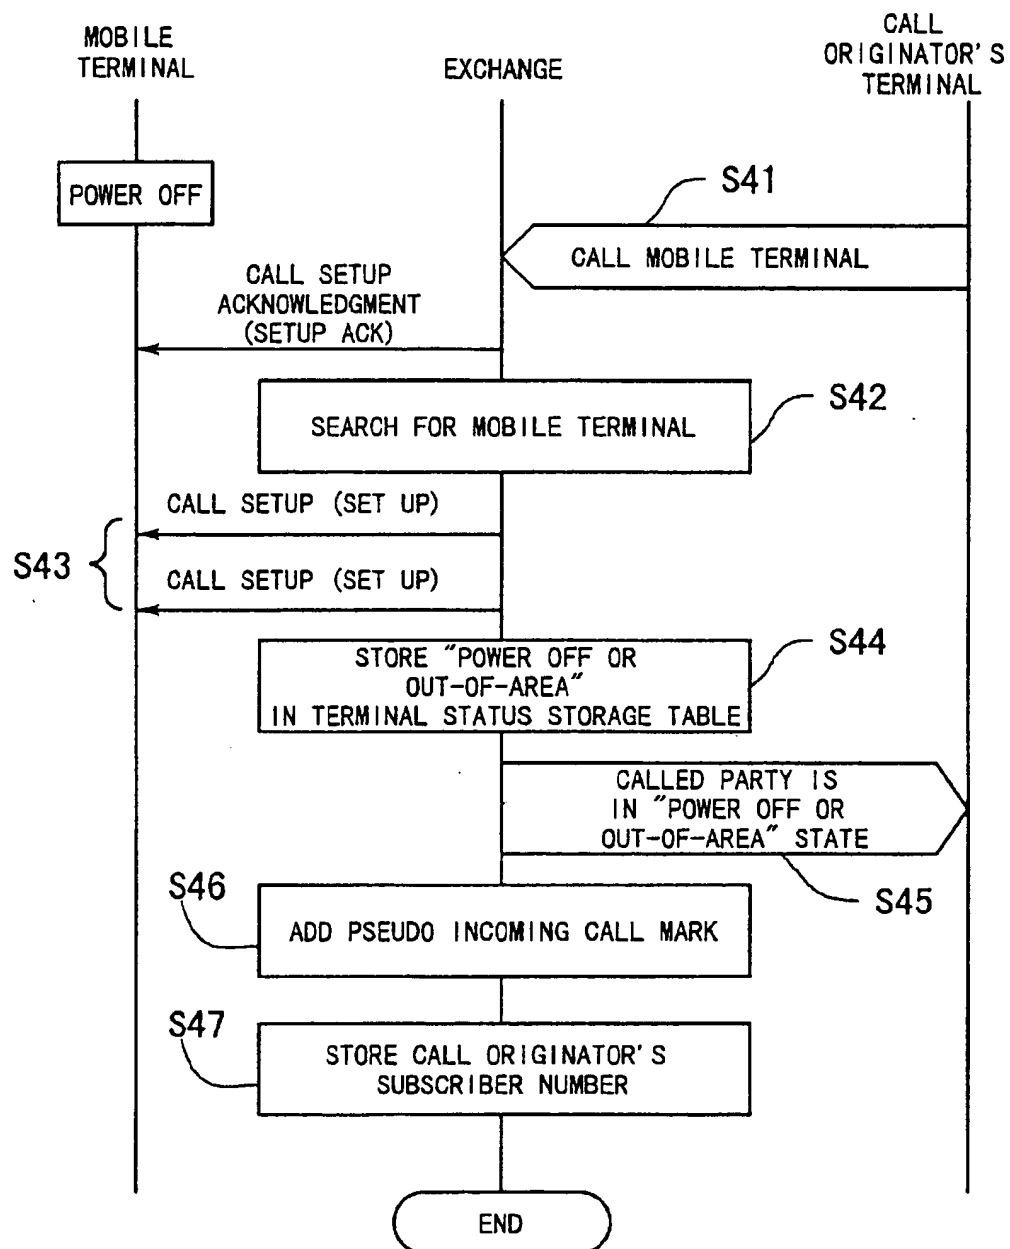 MOBILE
TERMINAL
EXCHANGE
CALL
ORIGINATOR'S
TERMINAL
POWER OFF
S41
CALL MOBILE TERMINAL
CALL SETUP
ACKNOWLEDGMENT
(SETUP ACK)
S42
SEARCH FOR MOBILE TERMINAL
CALL SETUP (SET UP)
S43
CALL SETUP (SET UP)
S44
STORE "POWER OFF OR
OUT-OF-AREA"
IN TERMINAL STATUS STORAGE TABLE
CALLED PARTY IS
IN "POWER OFF OR
OUT-OF-AREA" STATE
S45
S46
ADD PSEUDO INCOMING CALL MARK
S47
STORE CALL ORIGINATOR'S
SUBSCRIBER NUMBER
END